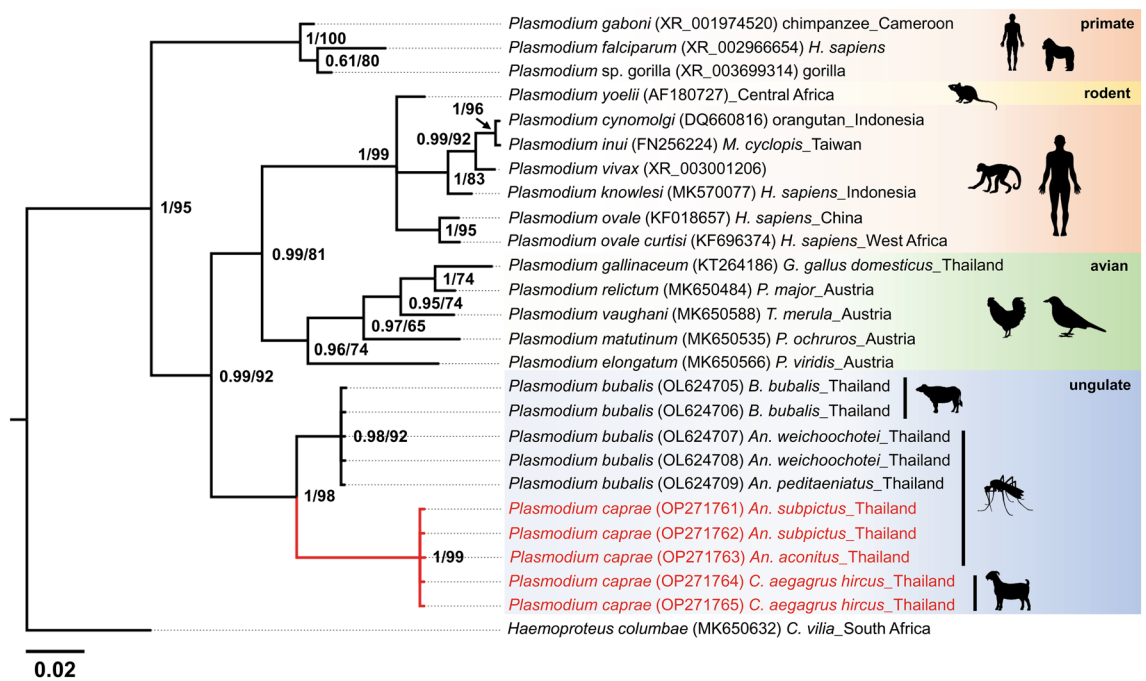 Plasmodium gaboni (XR_001974520) chimpanzee_Cameroon
primate
1/100
Plasmodium falciparum (XR_002966654) H. sapiens
0.61/80
Plasmodium sp. gorilla (XR_003699314) gorilla
Plasmodium yoelii (AF180727)_Central Africa
rodent
1/96
Plasmodium cynomolgi (DQ660816) orangutan_Indonesia
0.99/92
Plasmodium inui (FN256224) M. cyclopis_Taiwan
1/99
Plasmodium vivax (XR_003001206)
1/83
Plasmodium knowlesi (MK570077) H. sapiens_Indonesia
1/95
Plasmodium ovale (KF018657) H. sapiens_China
1/95
Plasmodium ovale curtisi (KF696374) H. sapiens_West Africa
0.99/81
Plasmodium gallinaceum (KT264186) G. gallus domesticus_Thailand
avian
1/74
Plasmodium relictum (MK650484) P. major_Austria
0.95/74
Plasmodium vaughani (MK650588) T. merula_Austria
0.97/65
Plasmodium matutinum (MK650535) P. ochruros_Austria
0.96/74
Plasmodium elongatum (MK650566) P. viridis_Austria
0.99/92
Plasmodium bubalis (OL624705) B. bubalis_Thailand
ungulate
Plasmodium bubalis (OL624706) B. bubalis_Thailand
0.98/92
Plasmodium bubalis (OL624707) An. weichoochotei_Thailand
Plasmodium bubalis (OL624708) An. weichoochotei_Thailand
Plasmodium bubalis (OL624709) An. peditaeniatus_Thailand
1/98
Plasmodium caprae (OP271761) An. subpictus_Thailand
Plasmodium caprae (OP271762) An. subpictus_Thailand
1/99
Plasmodium caprae (OP271763) An. aconitus_Thailand
Plasmodium caprae (OP271764) C. aegagrus hircus_Thailand
Plasmodium caprae (OP271765) C. aegagrus hircus_Thailand
Haemoproteus columbae (MK650632) C. vilia_South Africa
0.02